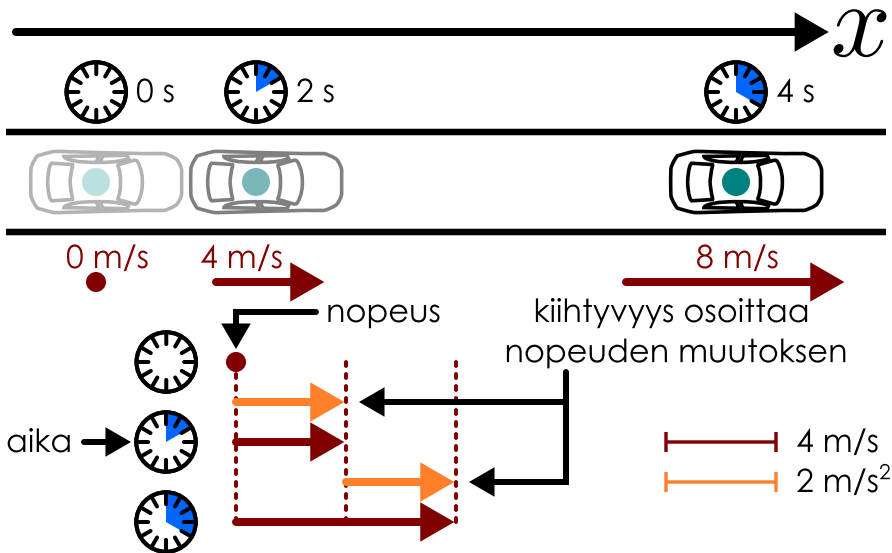 x
0 s
2 s
4 s
0 m/s
4 m/s
8 m/s
nopeus
kiihtyvyys osoittaa
nopeuden muutoksen
aika
4 m/s
2 m/s²